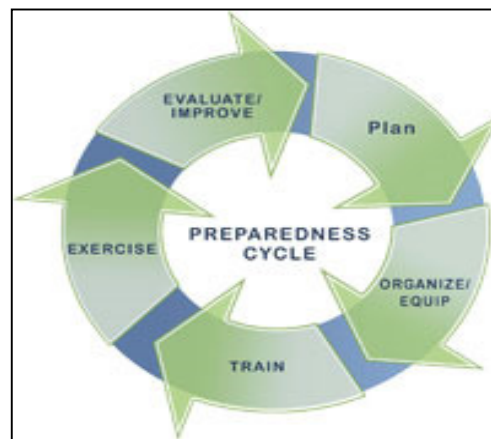 EVALUATE/
IMPROVE
Plan
EXERCISE
PREPAREDNESS
CYCLE
ORGANIZE/
EQUIP
TRAIN